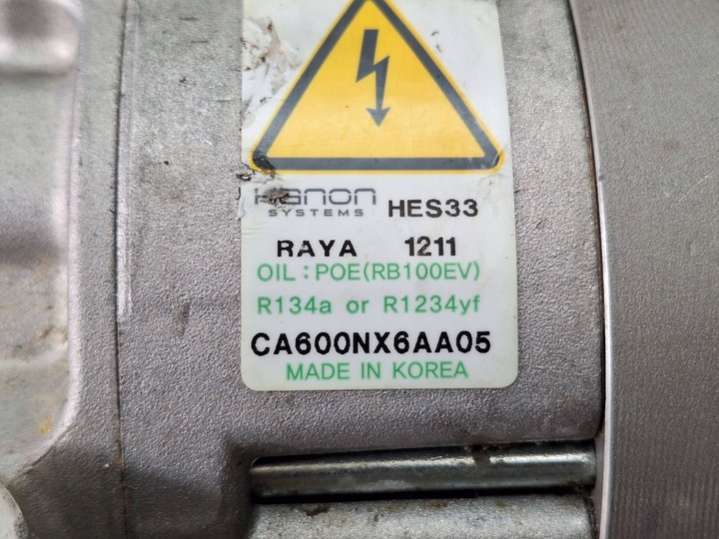 Hanon
SYSTEMS HES33
RAYA 1211
OIL : POE(RB100EV)
R134a or R1234yf
CA600NX6AA05
MADE IN KOREA